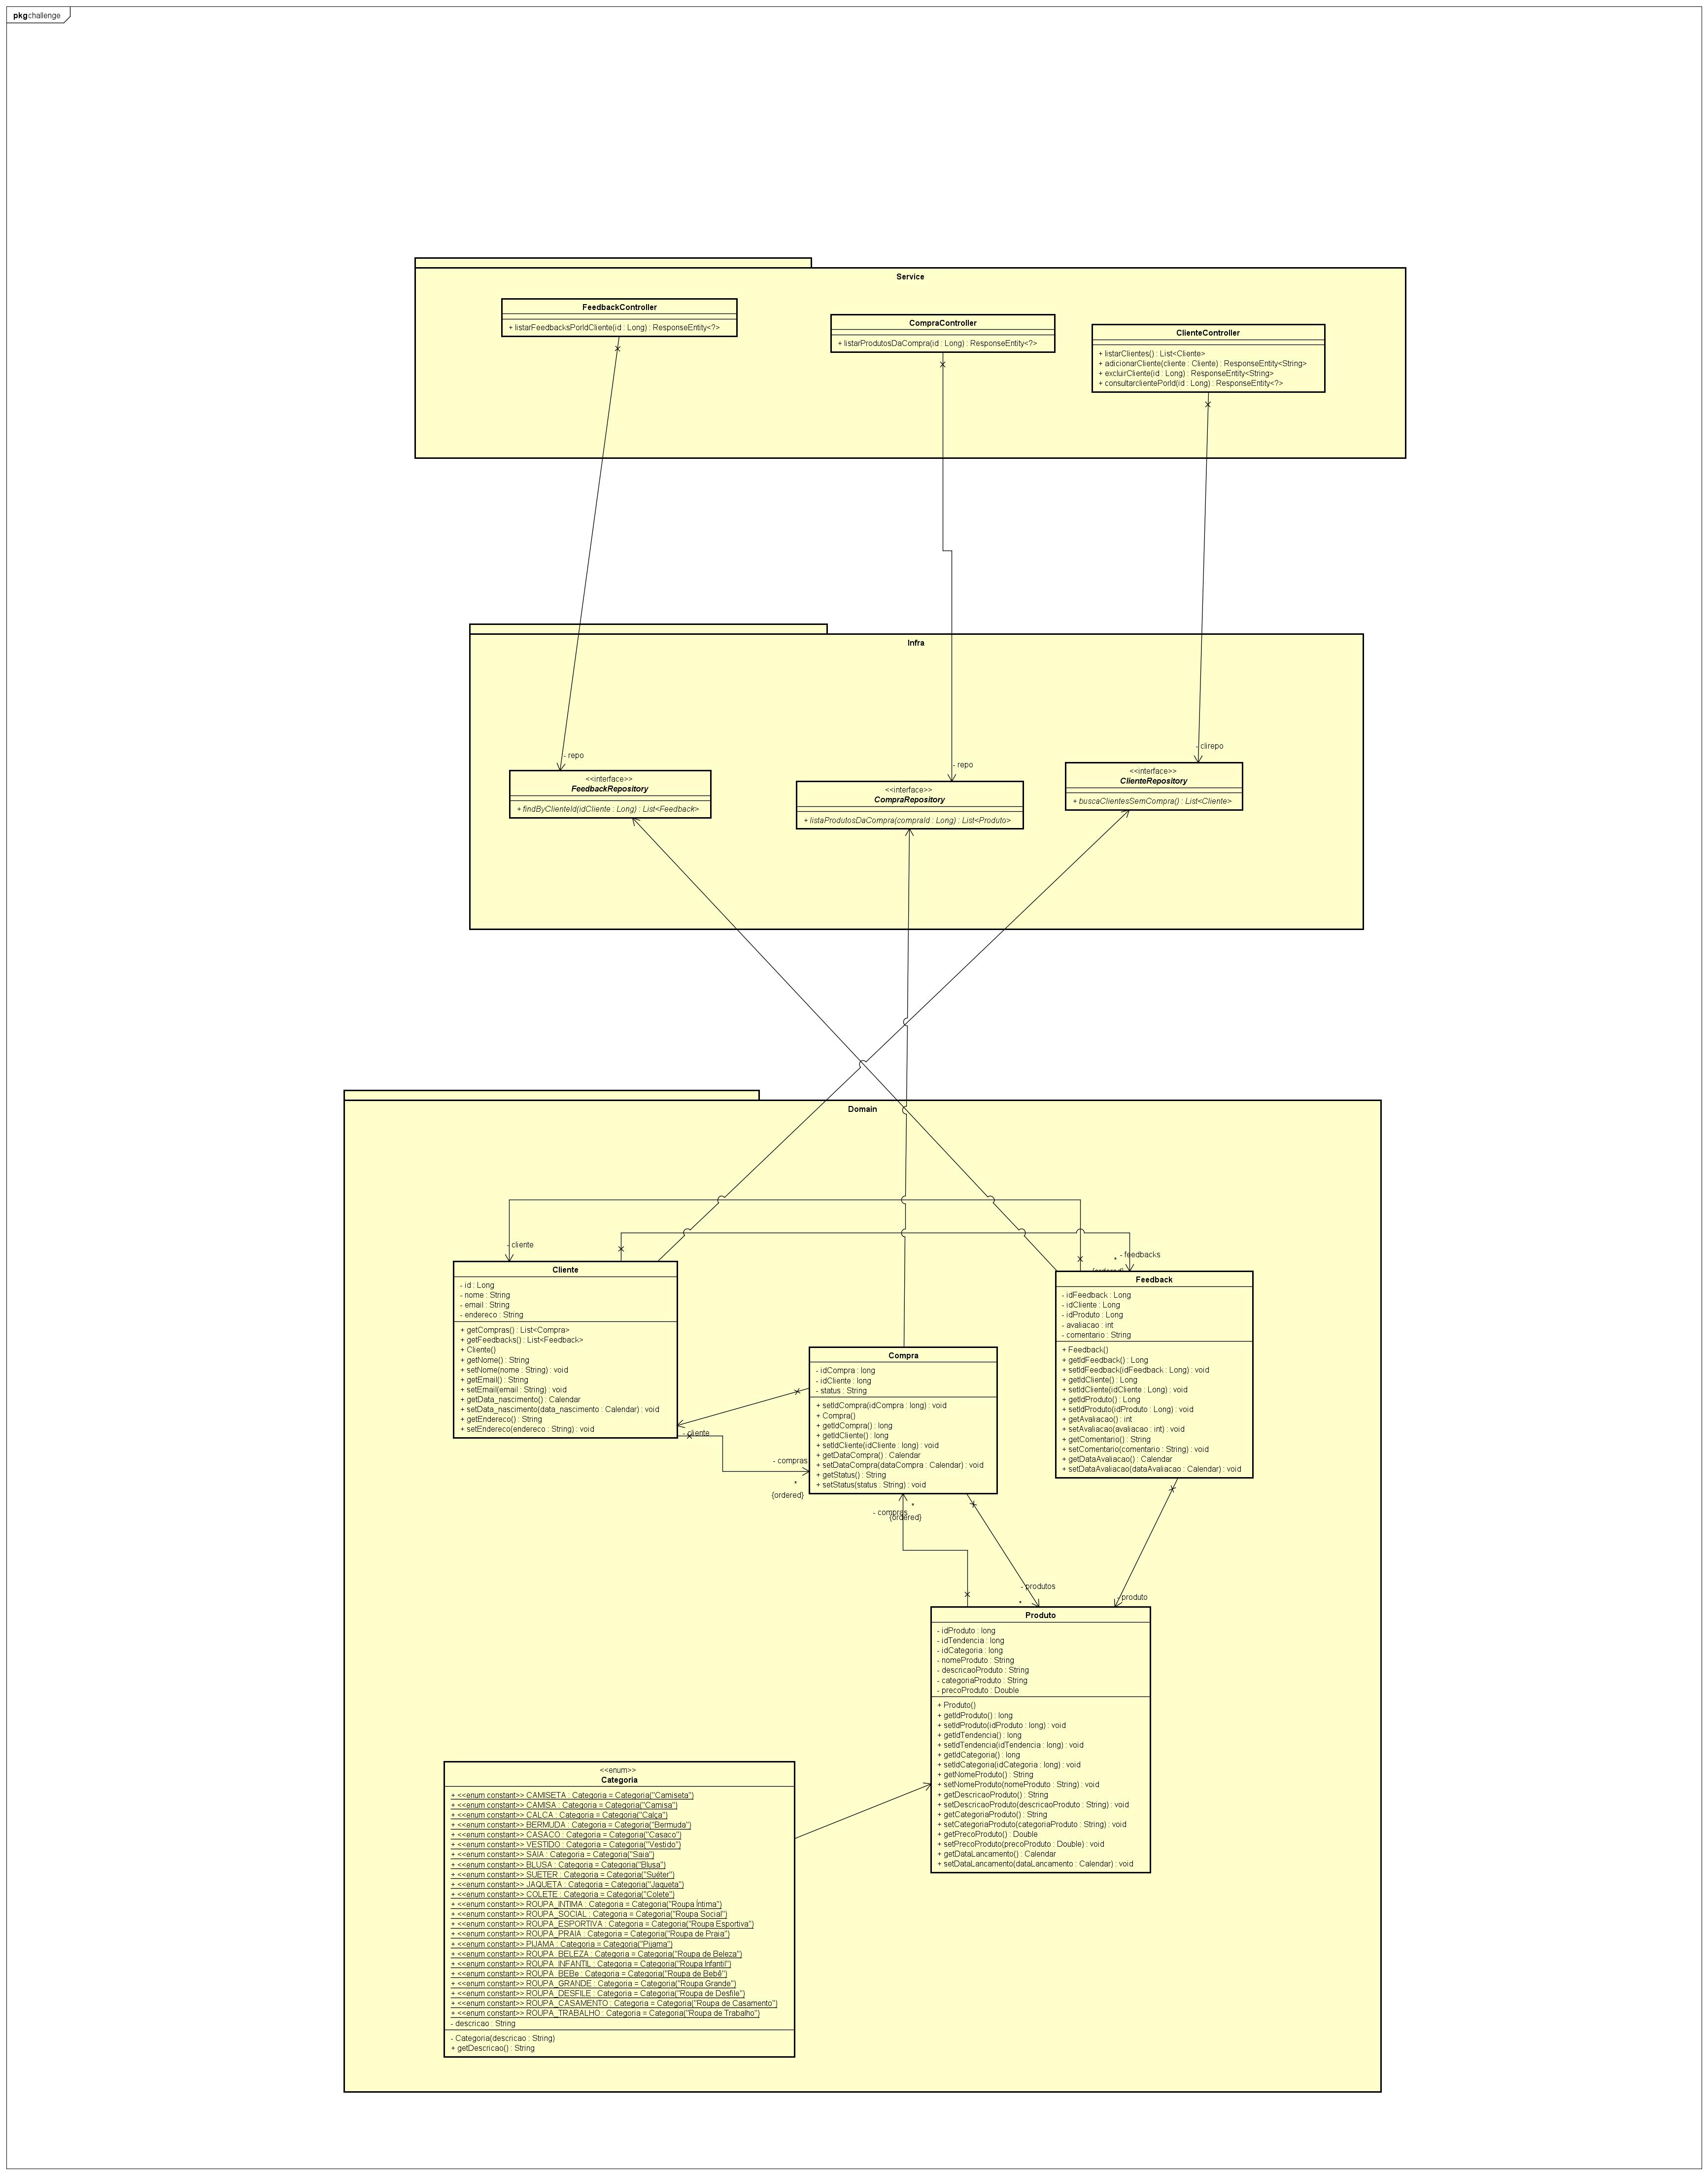 pkg challenge
Service
FeedbackController
+ listarFeedbacksPorIdCliente(id : Long) : ResponseEntity<?>
CompraController
+ listarProdutosDaCompra(id : Long) : ResponseEntity<?>
ClienteController
+ listarClientes() : List<Cliente>
+ adicionarCliente(cliente : Cliente) : ResponseEntity<String>
+ excluirCliente(id : Long) : ResponseEntity<String>
+ consultarclientePorId(id : Long) : ResponseEntity<?>
Infra
- repo
- repo
- clirepo
<<interface>>
FeedbackRepository
+ findByClienteId(idCliente : Long) : List<Feedback>
<<interface>>
CompraRepository
+ listaProdutosDaCompra(compraId : Long) : List<Produto>
<<interface>>
ClienteRepository
+ buscaClientesSemCompra() : List<Cliente>
Domain
- cliente
- feedbacks
*
{ordered}
Cliente
- id : Long
- nome : String
- email : String
- endereco : String
+ getCompras() : List<Compra>
+ getFeedbacks() : List<Feedback>
+ Cliente()
+ getNome() : String
+ setNome(nome : String) : void
+ getEmail() : String
+ setEmail(email : String) : void
+ getData_nascimento() : Calendar
+ setData_nascimento(data_nascimento : Calendar) : void
+ getEndereco() : String
+ setEndereco(endereco : String) : void
Feedback
- idFeedback : Long
- idCliente : Long
- idProduto : Long
- avaliacao : int
- comentario : String
+ Feedback()
+ getIdFeedback() : Long
+ setIdFeedback(idFeedback : Long) : void
+ getIdCliente() : Long
+ setIdCliente(idCliente : Long) : void
+ getIdProduto() : Long
+ setIdProduto(idProduto : Long) : void
+ getAvaliacao() : int
+ setAvaliacao(avaliacao : int) : void
+ getComentario() : String
+ setComentario(comentario : String) : void
+ getDataAvaliacao() : Calendar
+ setDataAvaliacao(dataAvaliacao : Calendar) : void
Compra
- idCompra : long
- idCliente : long
- status : String
+ setIdCompra(idCompra : long) : void
+ Compra()
+ getIdCompra() : long
+ getIdCliente() : long
+ setIdCliente(idCliente : long) : void
+ getDataCompra() : Calendar
+ setDataCompra(dataCompra : Calendar) : void
+ getStatus() : String
+ setStatus(status : String) : void
- cliente
- compras
*
{ordered}
*
- compras
{ordered}
- produtos
*
- produto
Produto
- idProduto : long
- idTendencia : long
- idCategoria : long
- nomeProduto : String
- descricaoProduto : String
- categoriaProduto : String
- precoProduto : Double
+ Produto()
+ getIdProduto() : long
+ setIdProduto(idProduto : long) : void
+ getIdTendencia() : long
+ setIdTendencia(idTendencia : long) : void
+ getIdCategoria() : long
+ setIdCategoria(idCategoria : long) : void
+ getNomeProduto() : String
+ setNomeProduto(nomeProduto : String) : void
+ getDescricaoProduto() : String
+ setDescricaoProduto(descricaoProduto : String) : void
+ getCategoriaProduto() : String
+ setCategoriaProduto(categoriaProduto : String) : void
+ getPrecoProduto() : Double
+ setPrecoProduto(precoProduto : Double) : void
+ getDataLancamento() : Calendar
+ setDataLancamento(dataLancamento : Calendar) : void
<<enum>>
Categoria
+ <<enum constant>> CAMISETA : Categoria = Categoria("Camiseta")
+ <<enum constant>> CAMISA : Categoria = Categoria("Camisa")
+ <<enum constant>> CALCA : Categoria = Categoria("Calça")
+ <<enum constant>> BERMUDA : Categoria = Categoria("Bermuda")
+ <<enum constant>> CASACO : Categoria = Categoria("Casaco")
+ <<enum constant>> VESTIDO : Categoria = Categoria("Vestido")
+ <<enum constant>> SAIA : Categoria = Categoria("Saia")
+ <<enum constant>> BLUSA : Categoria = Categoria("Blusa")
+ <<enum constant>> SUETER : Categoria = Categoria("Suéter")
+ <<enum constant>> JAQUETA : Categoria = Categoria("Jaqueta")
+ <<enum constant>> COLETE : Categoria = Categoria("Colete")
+ <<enum constant>> ROUPA_INTIMA : Categoria = Categoria("Roupa Íntima")
+ <<enum constant>> ROUPA_SOCIAL : Categoria = Categoria("Roupa Social")
+ <<enum constant>> ROUPA_ESPORTIVA : Categoria = Categoria("Roupa Esportiva")
+ <<enum constant>> ROUPA_PRAIA : Categoria = Categoria("Roupa de Praia")
+ <<enum constant>> PIJAMA : Categoria = Categoria("Pijama")
+ <<enum constant>> ROUPA_BELEZA : Categoria = Categoria("Roupa de Beleza")
+ <<enum constant>> ROUPA_INFANTIL : Categoria = Categoria("Roupa Infantil")
+ <<enum constant>> ROUPA_BEBe : Categoria = Categoria("Roupa de Bebê")
+ <<enum constant>> ROUPA_GRANDE : Categoria = Categoria("Roupa Grande")
+ <<enum constant>> ROUPA_DESFILE : Categoria = Categoria("Roupa de Desfile")
+ <<enum constant>> ROUPA_CASAMENTO : Categoria = Categoria("Roupa de Casamento")
+ <<enum constant>> ROUPA_TRABALHO : Categoria = Categoria("Roupa de Trabalho")
- descricao : String
- Categoria(descricao : String)
+ getDescricao() : String